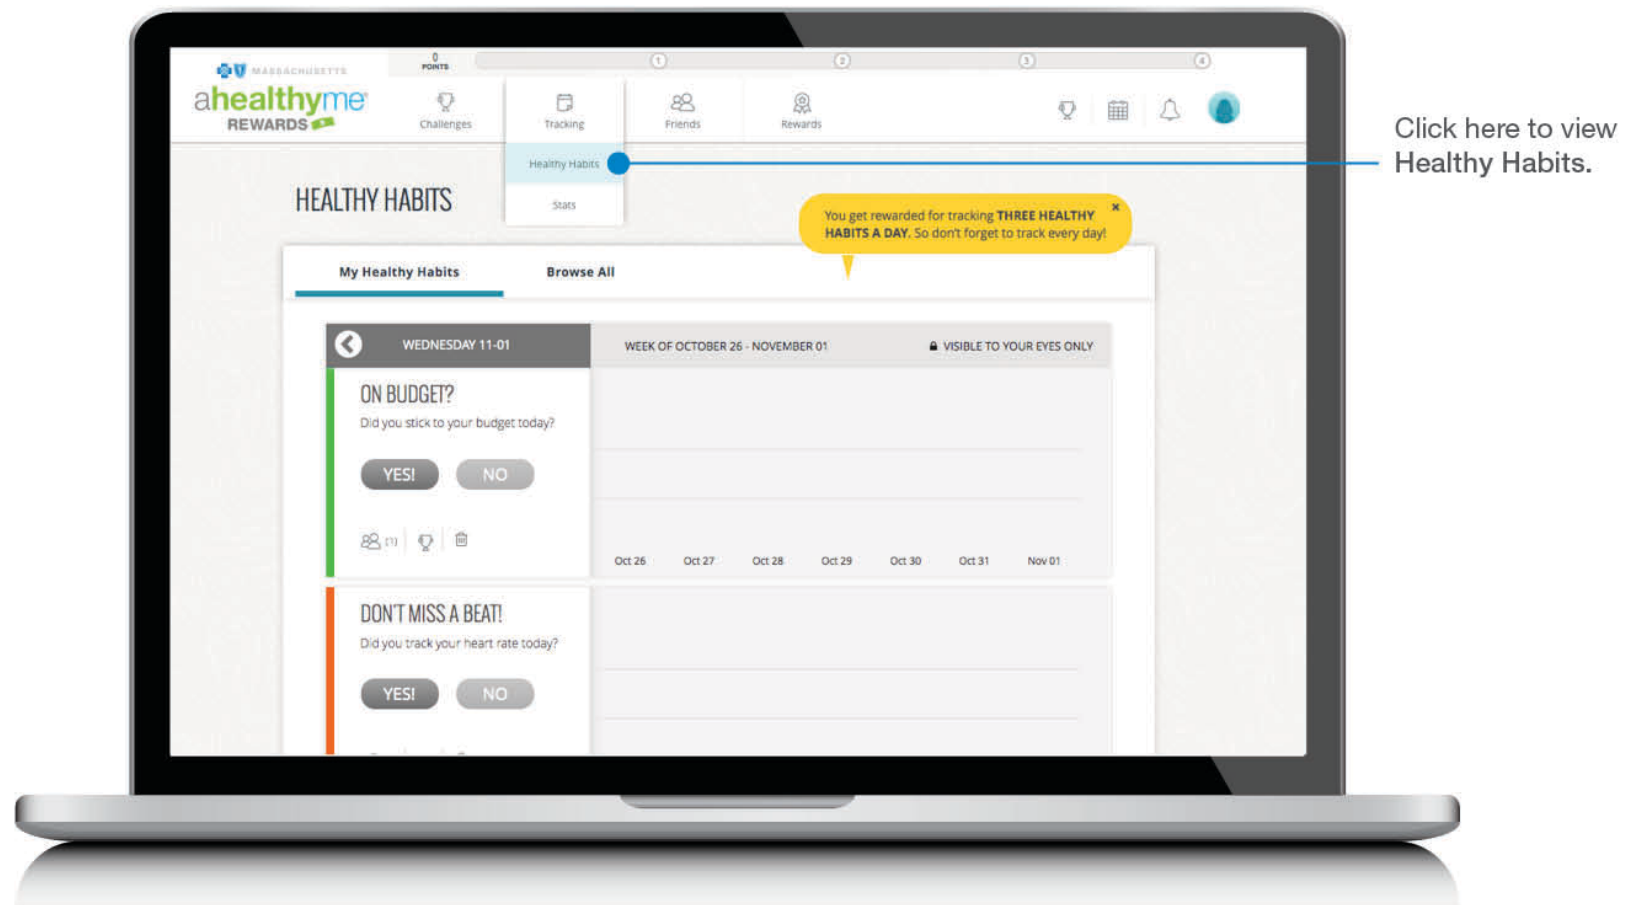 MASSACHUSETTS
ahealthyme
REWARDS
0
POINTS
1
2
3
4
Challenges
Tracking
Friends
Rewards
Healthy Habits
Stats
Click here to view
Healthy Habits.
HEALTHY HABITS
You get rewarded for tracking THREE HEALTHY
HABITS A DAY. So don't forget to track every day!
My Healthy Habits
Browse All
WEDNESDAY 11-01
WEEK OF OCTOBER 26 - NOVEMBER 01
VISIBLE TO YOUR EYES ONLY
ON BUDGET?
Did you stick to your budget today?
YES!
NO
(1)
Oct 26
Oct 27
Oct 28
Oct 29
Oct 30
Oct 31
Nov 01
DON'T MISS A BEAT!
Did you track your heart rate today?
YES!
NO